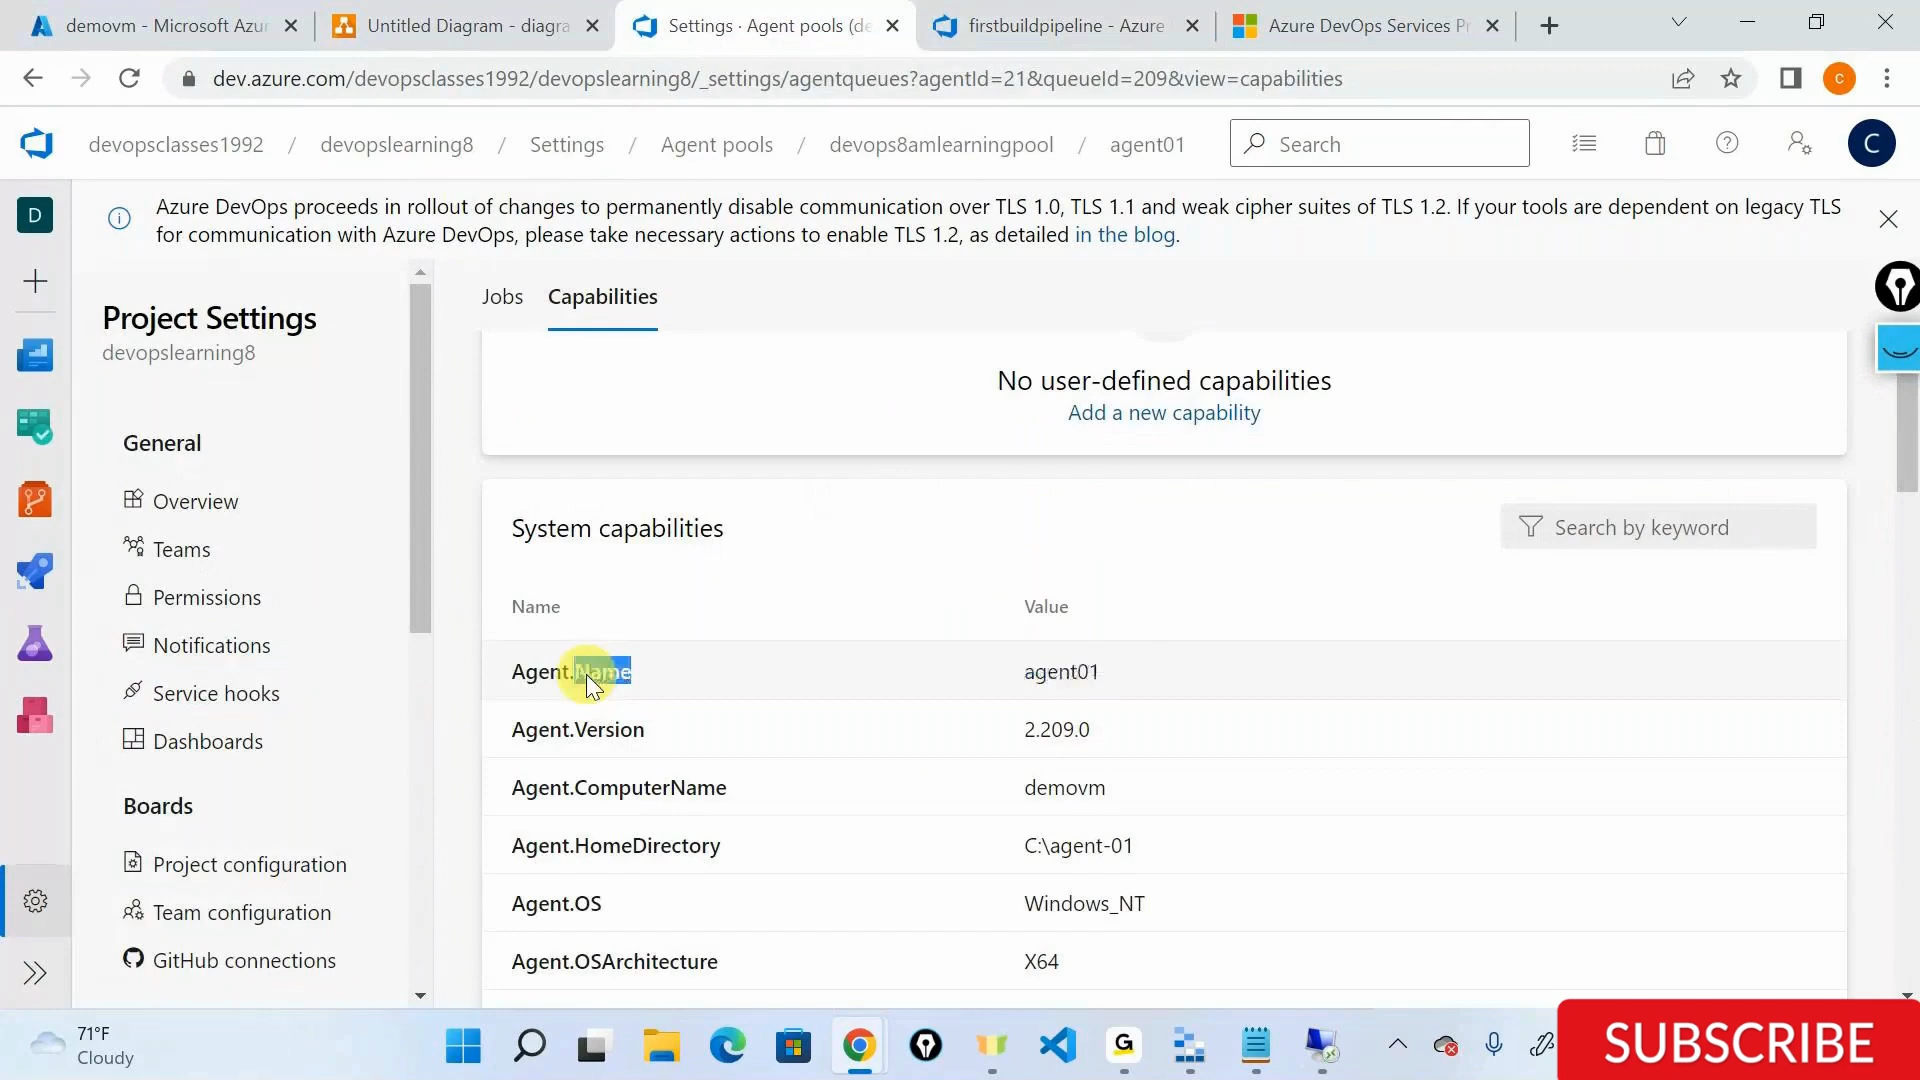 demovm - Microsoft Azur
Untitled Diagram - diagra
Settings · Agent pools (de
firstbuildpipeline - Azure
Azure DevOps Services Pr
dev.azure.com/devopsclasses1992/devopslearning8/_settings/agentqueues?agentId=21&queueId=209&view=capabilities
c
devopsclasses1992 / devopslearning8 / Settings / Agent pools / devops8amlearningpool / agent01
Search
C
D
Azure DevOps proceeds in rollout of changes to permanently disable communication over TLS 1.0, TLS 1.1 and weak cipher suites of TLS 1.2. If your tools are dependent on legacy TLS
for communication with Azure DevOps, please take necessary actions to enable TLS 1.2, as detailed in the blog.
Project Settings
devopslearning8
General
Overview
Teams
Permissions
Notifications
Service hooks
Dashboards
Boards
Project configuration
Team configuration
GitHub connections
Jobs
Capabilities
No user-defined capabilities
Add a new capability
System capabilities
Search by keyword
Name Value
Agent.Name agent01
Agent.Version 2.209.0
Agent.ComputerName demovm
Agent.HomeDirectory C:\agent-01
Agent.OS Windows_NT
Agent.OSArchitecture X64
71°F
Cloudy
G
SUBSCRIBE